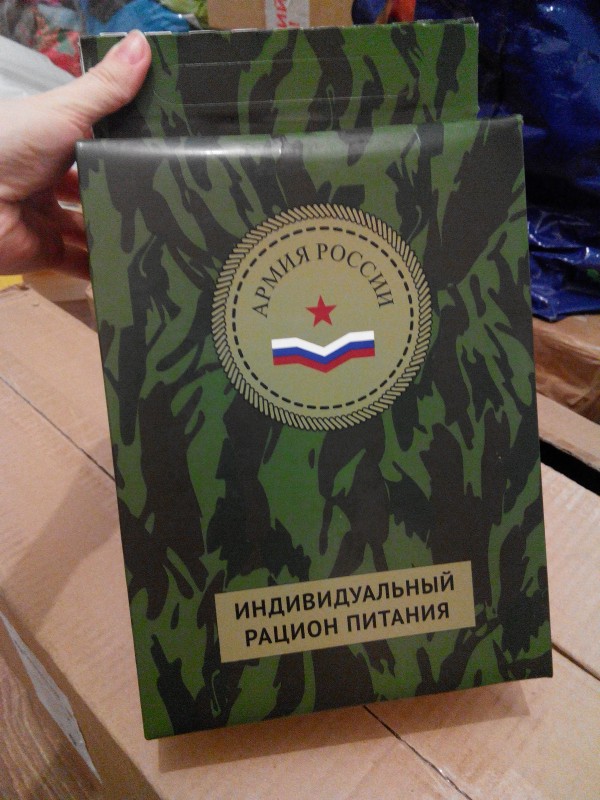 АРМИЯ РОССИИ
ИНДИВИДУАЛЬНЫЙ
РАЦИОН ПИТАНИЯ